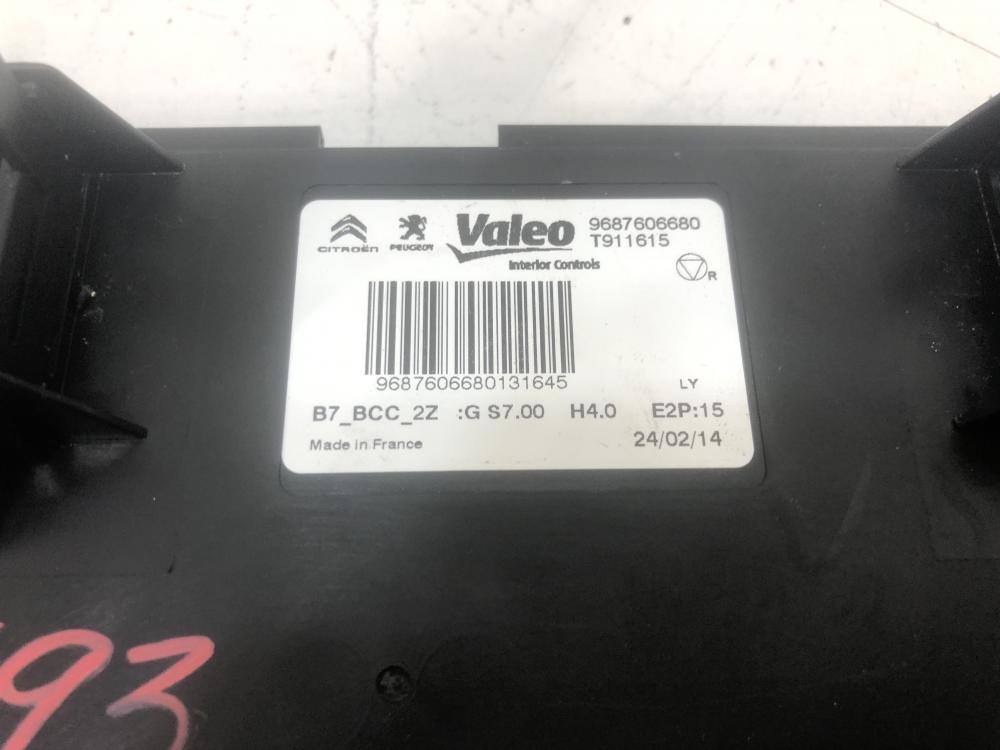 CITROËN PEUGEOT Valeo 9687606680
T911615
Interior Controls
R
9687606680131645
LY
B7_BCC_2Z :G S7.00 H4.0 E2P:15
Made in France 24/02/14
93